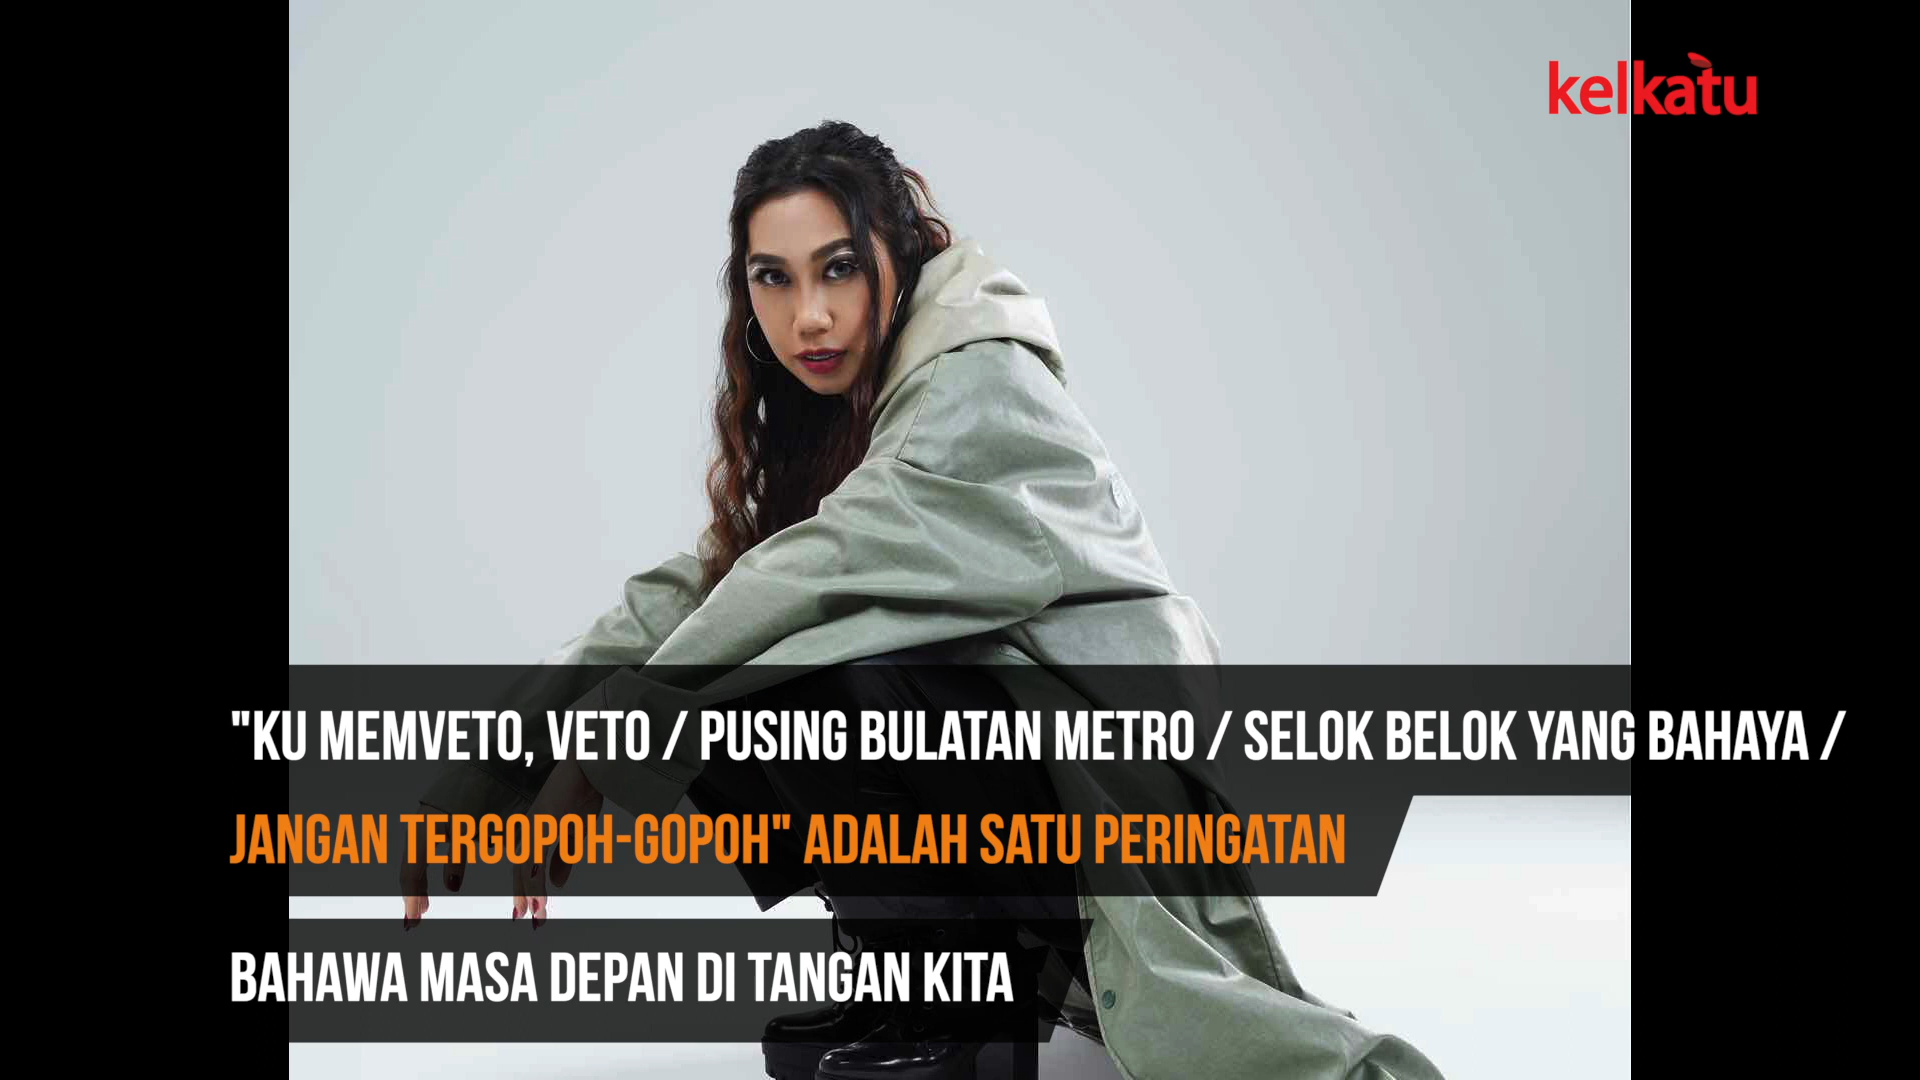 kelkatu
"KU MEMVETO, VETO / PUSING BULATAN METRO / SELOK BELOK YANG BAHAYA /
JANGAN TERGOPOH-GOPOH" ADALAH SATU PERINGATAN
BAHAWA MASA DEPAN DI TANGAN KITA